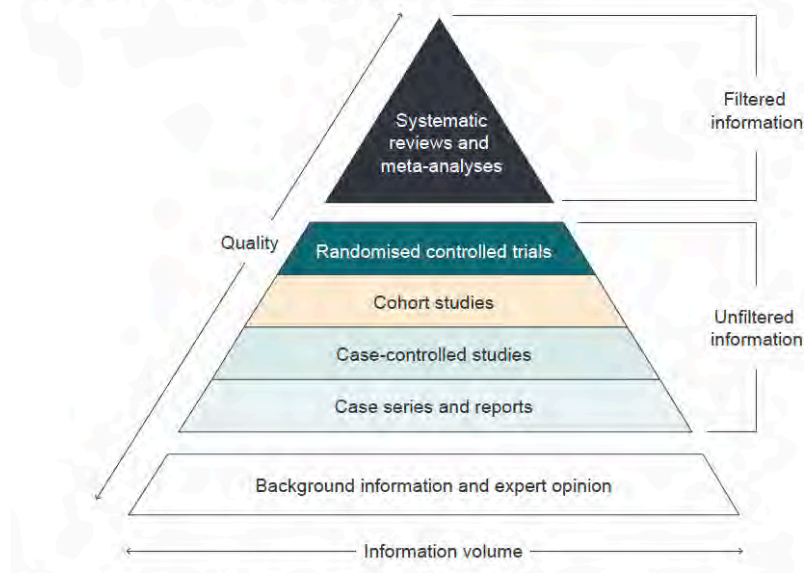 Systematic
reviews and
meta-analyses
Filtered
information
Quality
Randomised controlled trials
Cohort studies
Unfiltered
information
Case-controlled studies
Case series and reports
Background information and expert opinion
Information volume